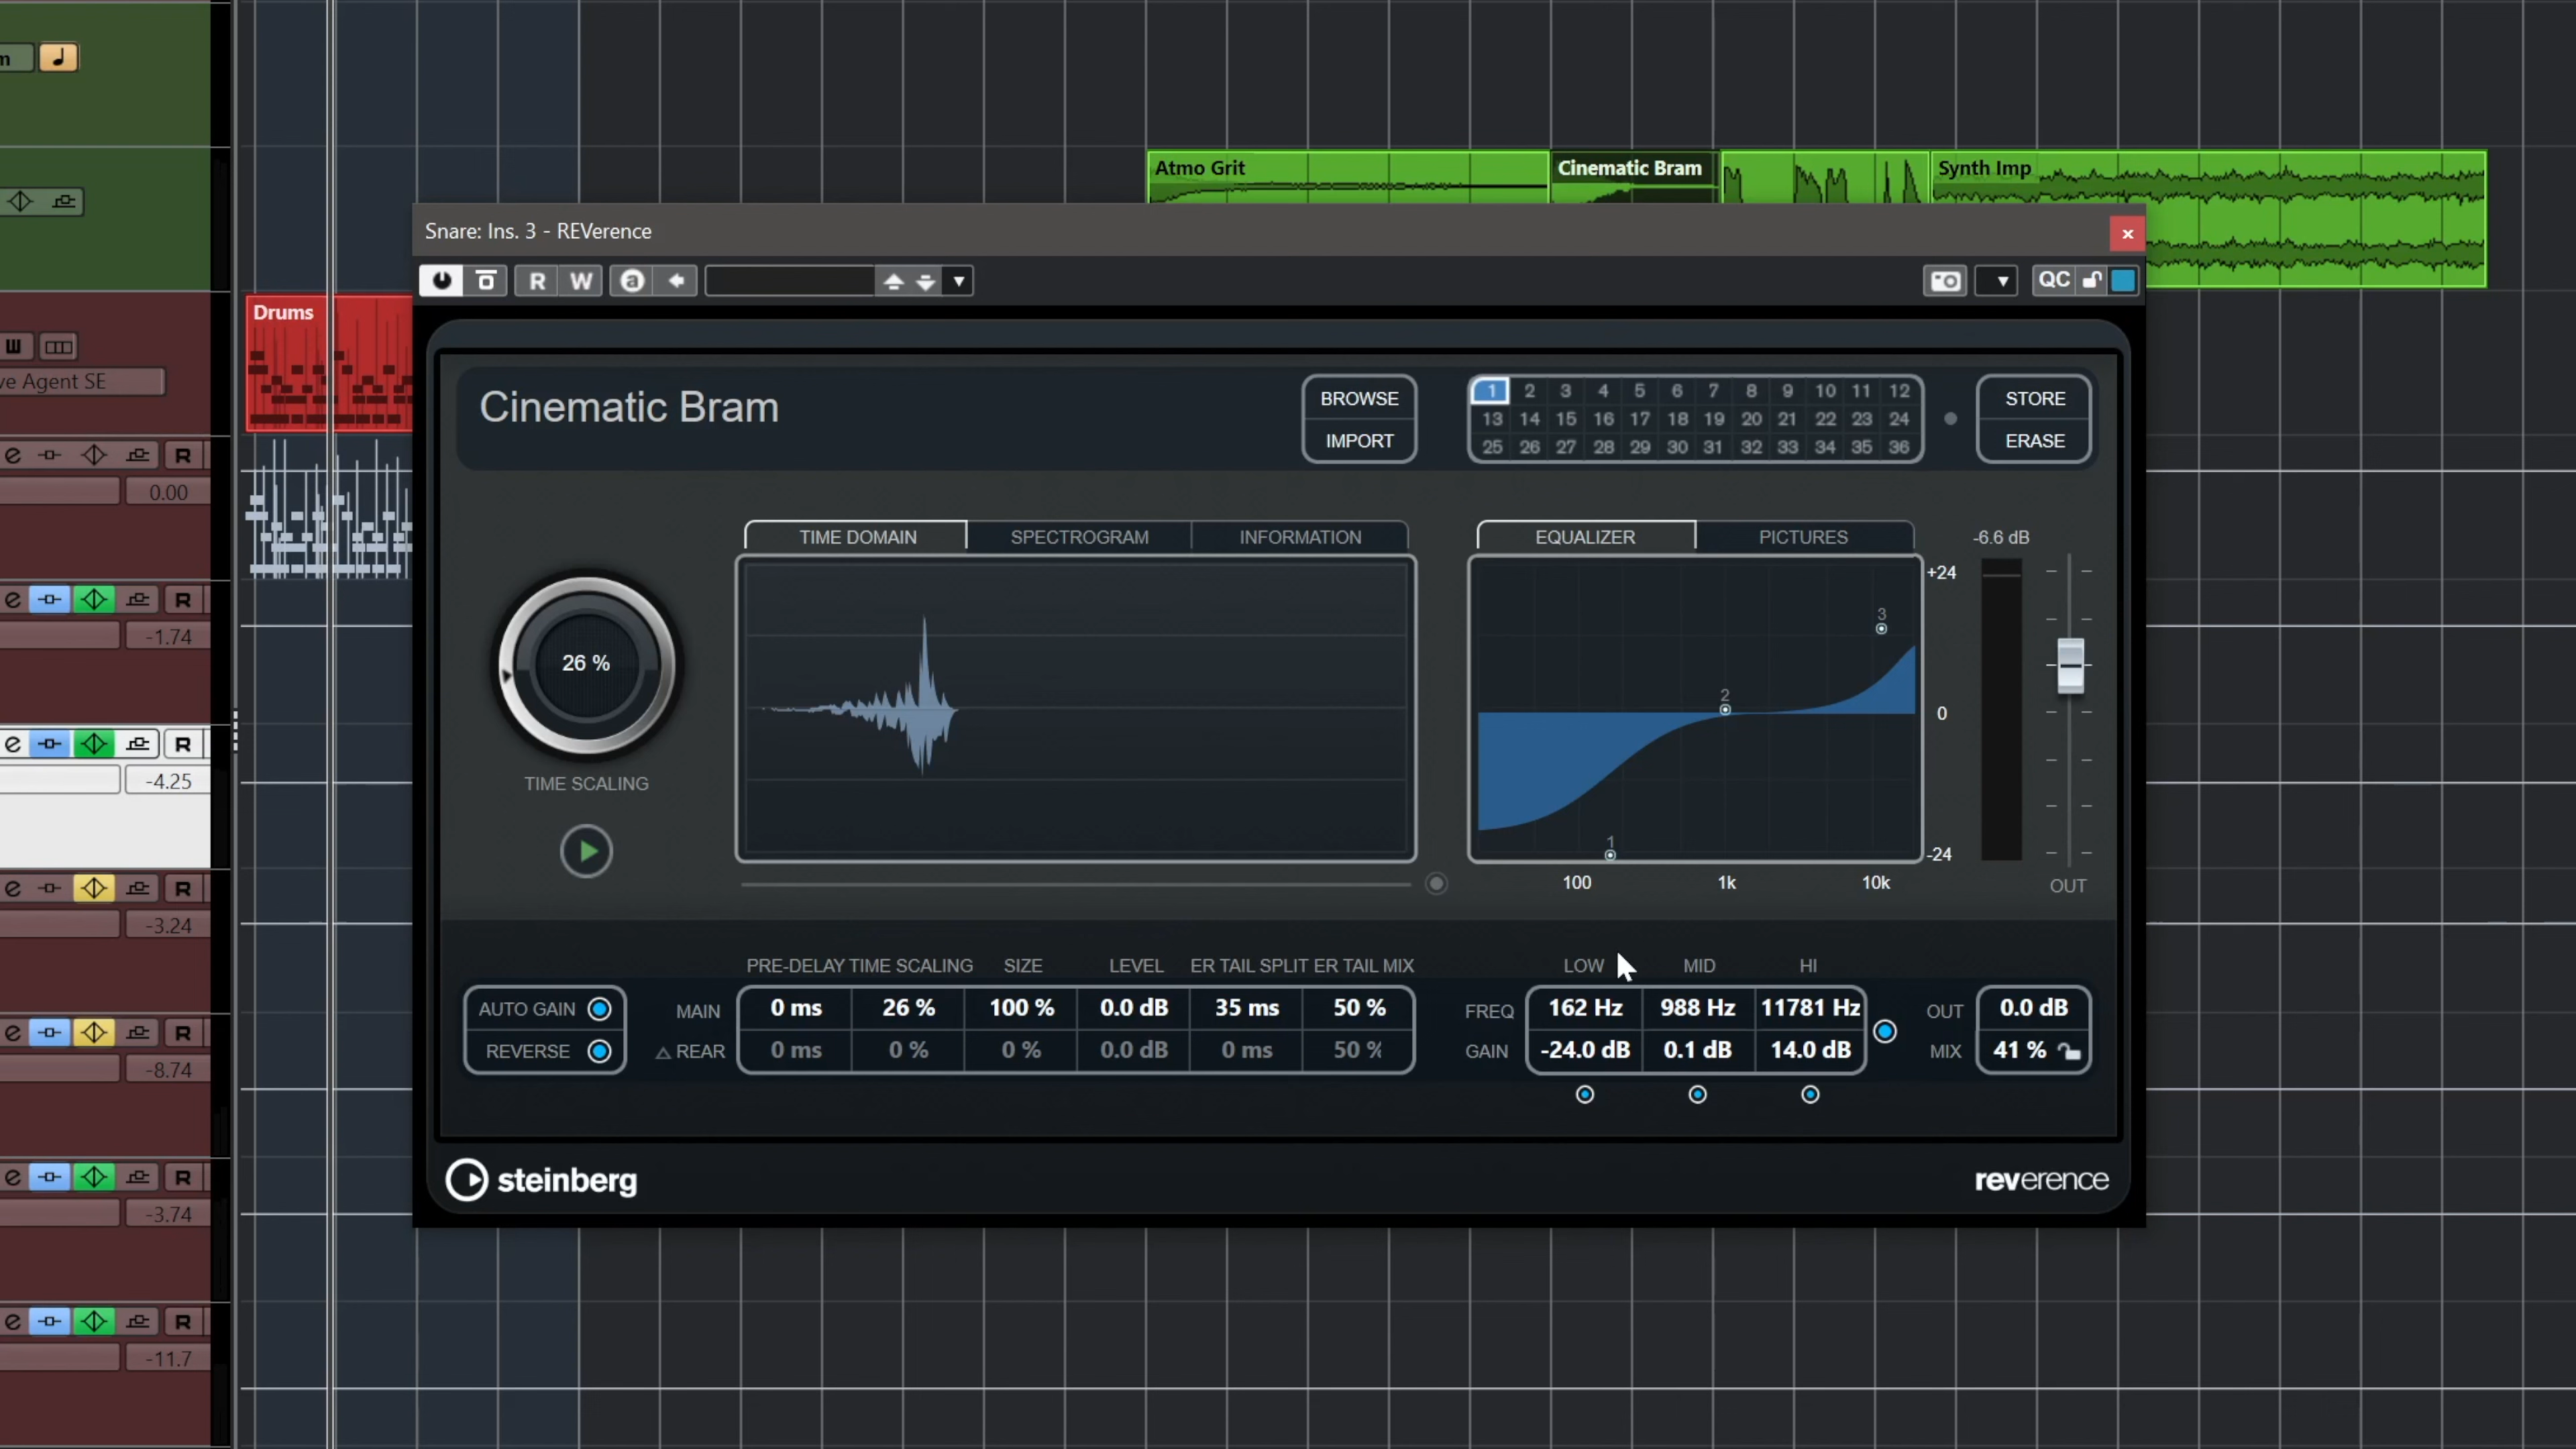 m
Atmo Grit
Cinematic Bram
Synth Imp
Snare: Ins. 3 - REVerence
x
R W a
QC
Drums
ve Agent SE
Cinematic Bram
BROWSE
IMPORT
1 2 3 4 5 6 7 8 9 10 11 12
13 14 15 16 17 18 19 20 21 22 23 24
25 26 27 28 29 30 31 32 33 34 35 36
STORE
ERASE
e R
0.00
TIME DOMAIN SPECTROGRAM INFORMATION
EQUALIZER PICTURES
-6.6 dB
+24
0
-24
3
2
1
100 1k 10k
OUT
26 %
TIME SCALING
e R
-1.74
e R
-4.25
e R
-3.24
PRE-DELAY TIME SCALING SIZE LEVEL ER TAIL SPLIT ER TAIL MIX
LOW MID HI
AUTO GAIN
REVERSE
MAIN 0 ms 26 % 100 % 0.0 dB 35 ms 50 %
REAR 0 ms 0 % 0 % 0.0 dB 0 ms 50 %
FREQ 162 Hz 988 Hz 11781 Hz
GAIN -24.0 dB 0.1 dB 14.0 dB
OUT 0.0 dB
MIX 41 %
e R
-8.74
steinberg
reverence
e R
-3.74
e R
-11.7